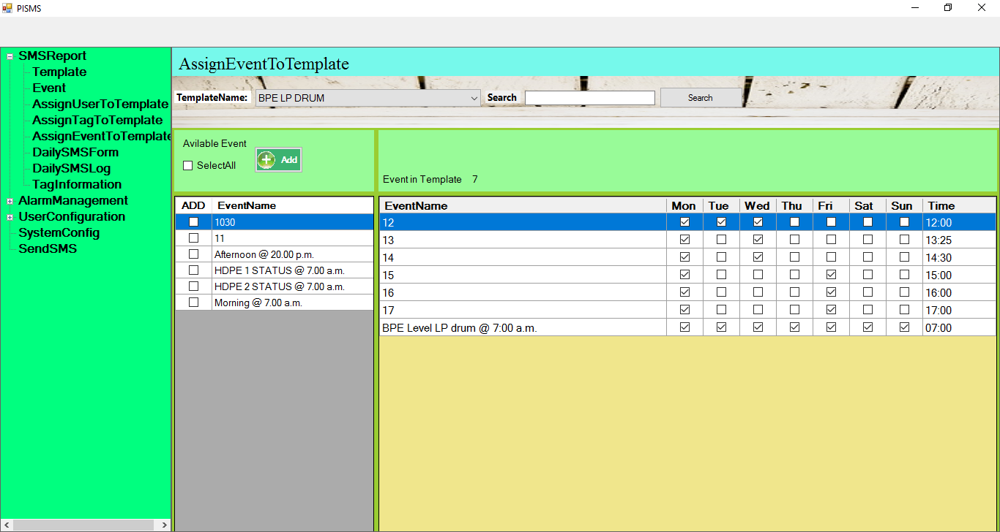 PISMS
SMSReport
Template
Event
AssignUserToTemplate
AssignTagToTemplate
AssignEventToTemplate
DailySMSForm
DailySMSLog
TagInformation
AlarmManagement
UserConfiguration
SystemConfig
SendSMS
AssignEventToTemplate
TemplateName: BPE LP DRUM Search Search
Avilable Event
SelectAll Add
Event in Template 7
ADD EventName
1030
11
Afternoon @ 20.00 p.m.
HDPE 1 STATUS @ 7.00 a.m.
HDPE 2 STATUS @ 7.00 a.m.
Morning @ 7.00 a.m.
EventName Mon Tue Wed Thu Fri Sat Sun Time
12 12:00
13 13:25
14 14:30
15 15:00
16 16:00
17 17:00
BPE Level LP drum @ 7:00 a.m. 07:00